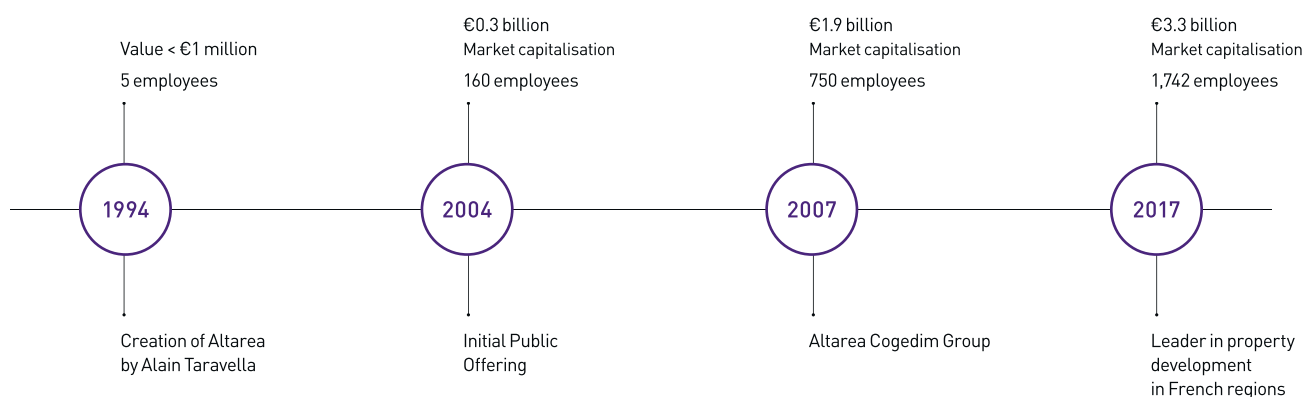 Value < €1 million
5 employees
1994
Creation of Altarea
by Alain Taravella
€0.3 billion
Market capitalisation
160 employees
2004
Initial Public
Offering
€1.9 billion
Market capitalisation
750 employees
2007
Altarea Cogedim Group
€3.3 billion
Market capitalisation
1,742 employees
2017
Leader in property
development
in French regions